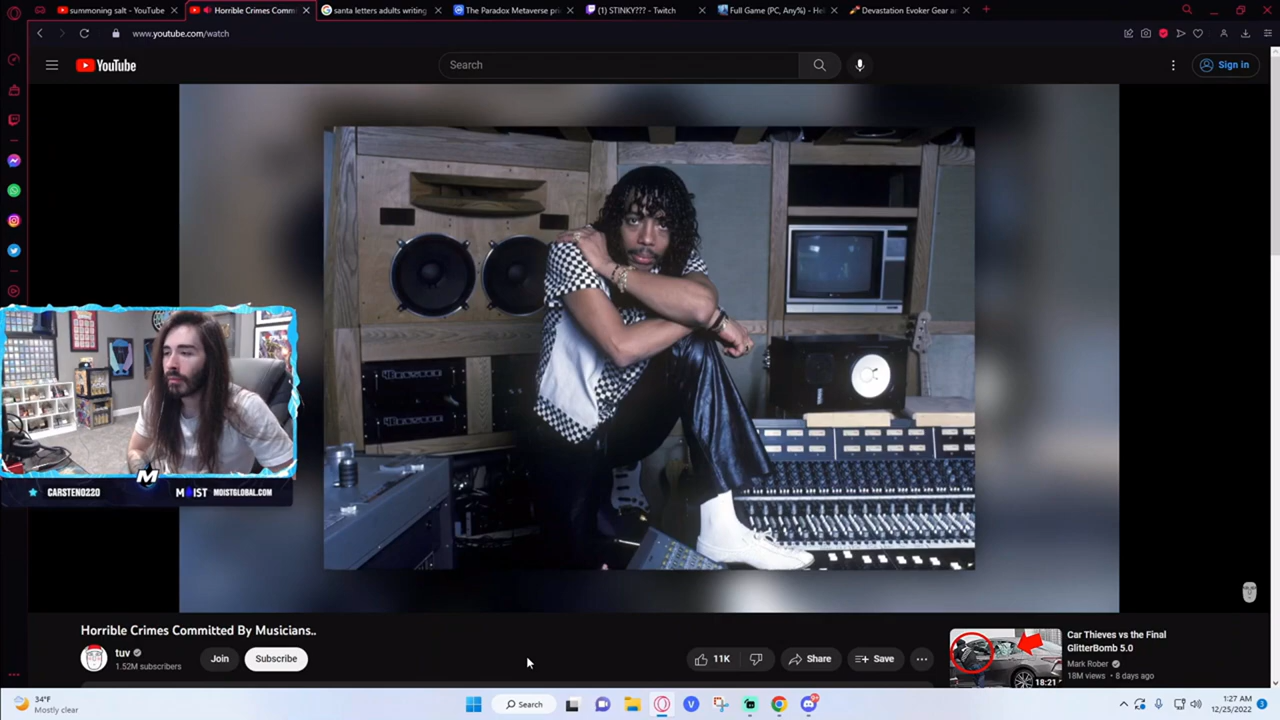 summoning salt - YouTube
Horrible Crimes Comm
santa letters adults writing
The Paradox Metaverse pri
(1) STINKY!?! - Twitch
Full Game (PC, Any%) - He
Devastation Evoker Gear an
www.youtube.com/watch
YouTube
Search
Sign in
CARSTENO220
M
MOIST MOISTGLOBAL.COM
Horrible Crimes Committed By Musicians..
tuv
1.52M subscribers
Join
Subscribe
11K
Share
Save
Car Thieves vs the Final
GlitterBomb 5.0
Mark Rober
18M views • 8 days ago
18:21
34°F
Mostly clear
Search
1:27 AM
12/25/2022